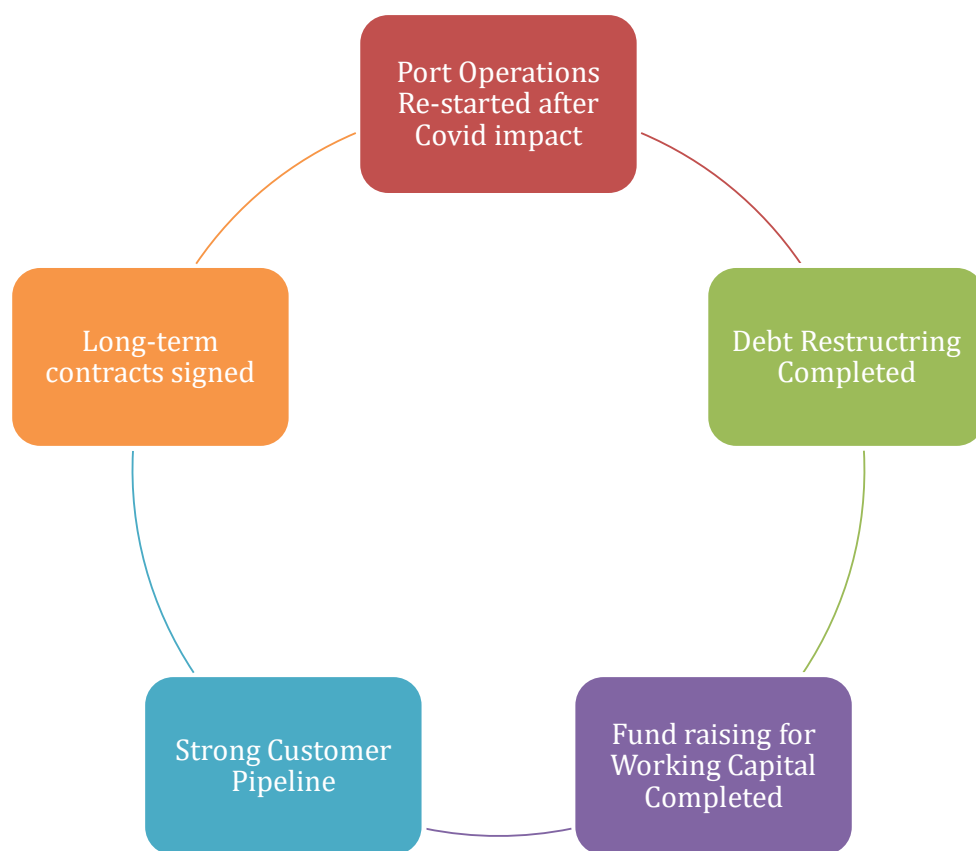 Port Operations
Re-started after
Covid impact
Debt Restructring
Completed
Fund raising for
Working Capital
Completed
Strong Customer
Pipeline
Long-term
contracts signed